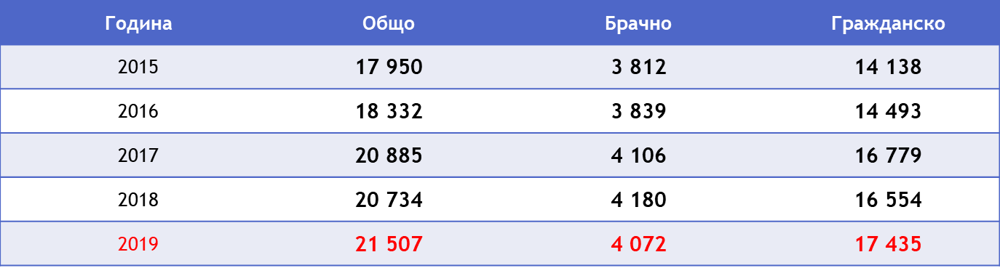 Година Общо Брачно Гражданско
2015 17 950 3 812 14 138
2016 18 332 3 839 14 493
2017 20 885 4 106 16 779
2018 20 734 4 180 16 554
2019 21 507 4 072 17 435